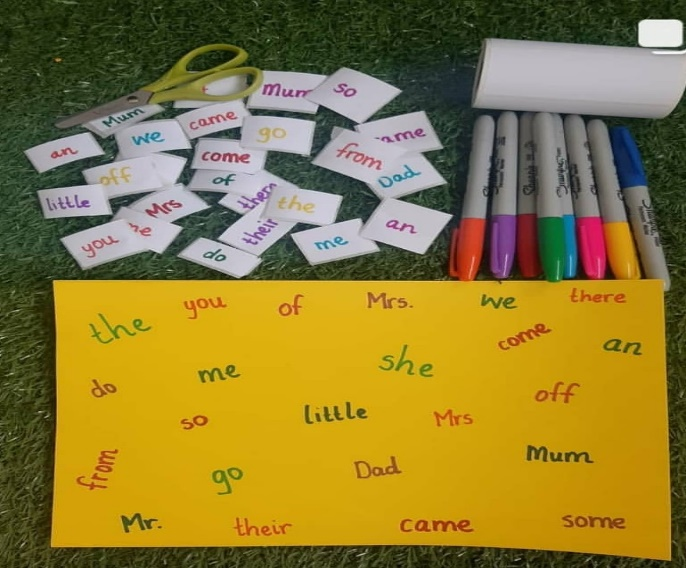 Mum
so
Mum
came
an
we
go
come
from
ame
off
of
Dad
little
Mrs
the
you
their
do
me
an
Sharpie
the you of Mrs. we there
come an
do me she
off
so little Mrs
from go Dad Mum
Mr. their came some